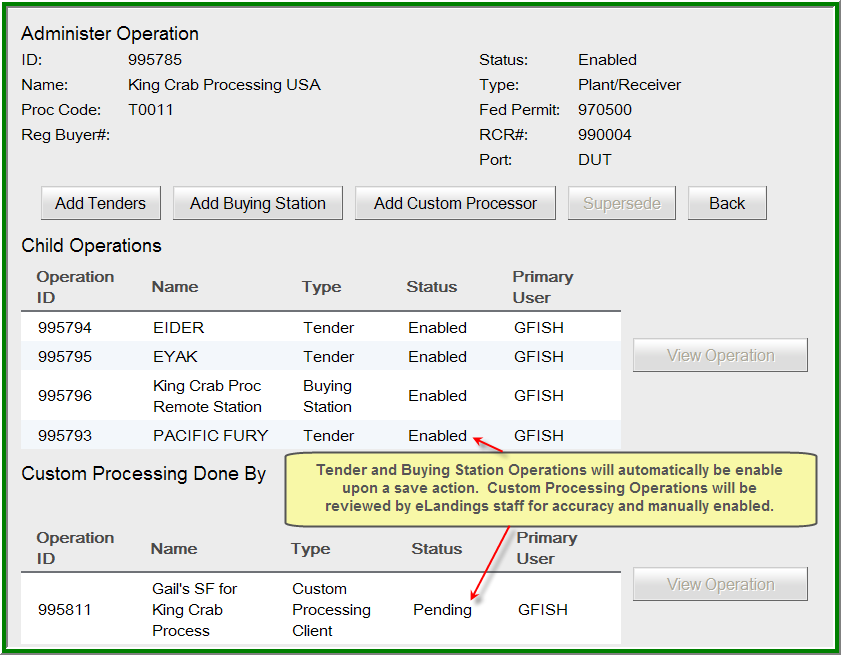 Administer Operation
ID: 995785 Status: Enabled
Name: King Crab Processing USA Type: Plant/Receiver
Proc Code: T0011 Fed Permit: 970500
Reg Buyer#: RCR#: 990004
Port: DUT
Add Tenders Add Buying Station Add Custom Processor Supersede Back
Child Operations
Operation Primary
ID Name Type Status User
995794 EIDER Tender Enabled GFISH
995795 EYAK Tender Enabled GFISH
View Operation
King Crab Proc Buying
995796 Enabled GFISH
Remote Station Station
995793 PACIFIC FURY Tender Enabled GFISH
Custom Processing Done By
Tender and Buying Station Operations will automatically be enable
upon a save action. Custom Processing Operations will be
reviewed by eLandings staff for accuracy and manually enabled.
Operation Primary
ID Name Type Status User
Gail's SF for Custom
995811 King Crab Processing Pending GFISH
Process Client
View Operation